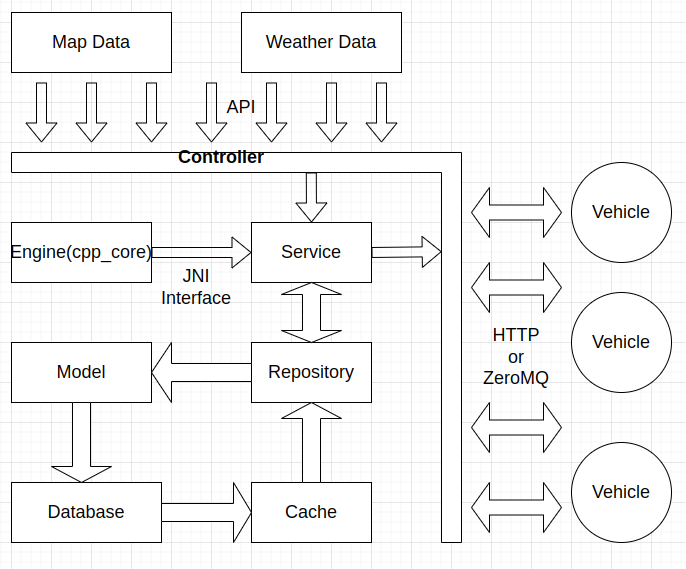 Map Data
Weather Data
API
Controller
Engine(cpp_core)
JNI
Interface
Service
Vehicle
HTTP
or
ZeroMQ
Vehicle
Model
Repository
Database
Cache
Vehicle